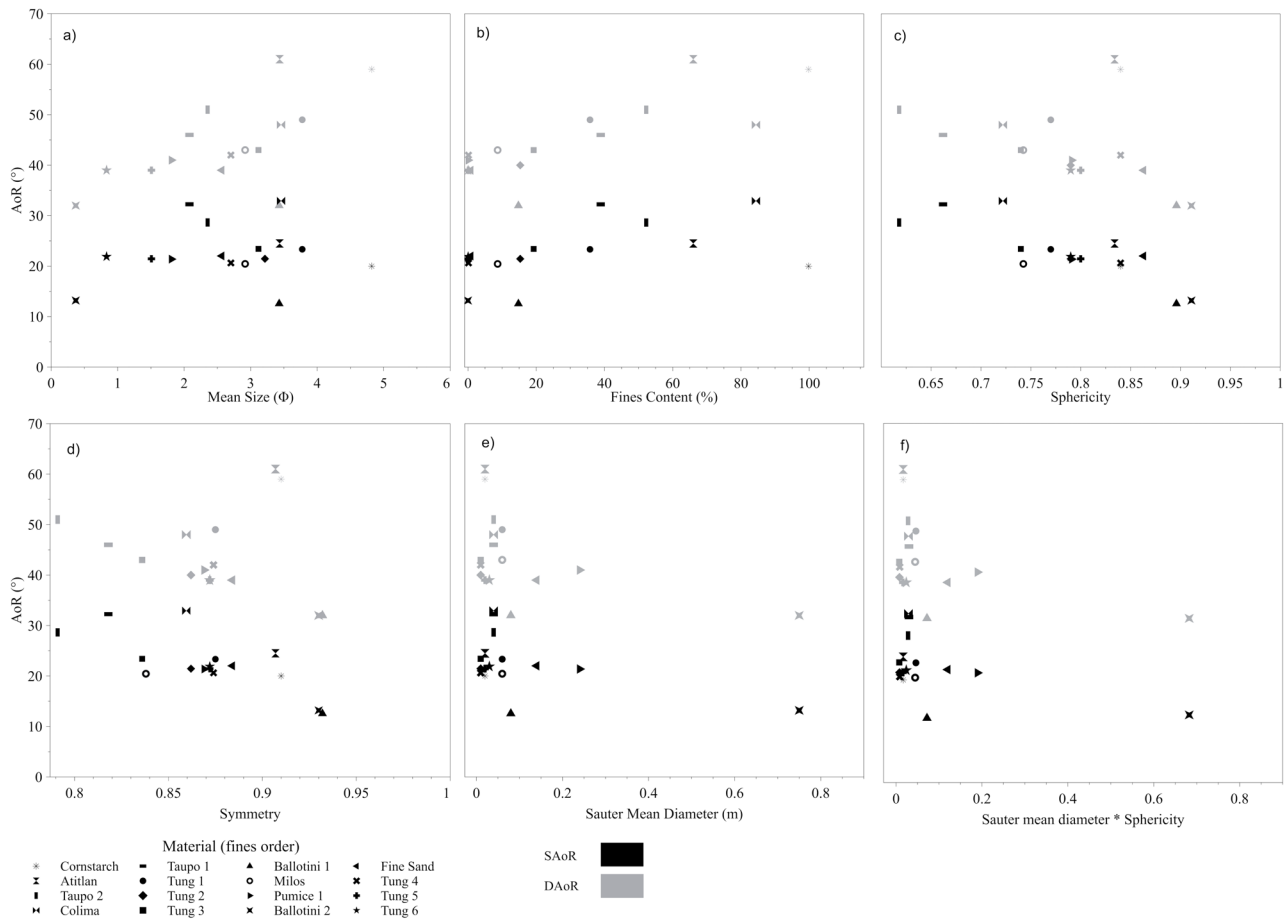 a)
b)
c)
70
60
50
40
30
20
10
0
AoR (°)
0 1 2 3 4 5 6
0 20 40 60 80 100
0.65 0.7 0.75 0.8 0.85 0.9 0.95 1
Mean Size (Φ)
Fines Content (%)
Sphericity
d)
e)
f)
70
60
50
40
30
20
10
0
AoR (°)
0.8 0.85 0.9 0.95 1
0 0.2 0.4 0.6 0.8
0 0.2 0.4 0.6 0.8
Symmetry
Sauter Mean Diameter (m)
Sauter mean diameter * Sphericity
Material (fines order)
Cornstarch Taupo 1 Ballotini 1 Fine Sand
Atitlan Tung 1 Milos Tung 4
Taupo 2 Tung 2 Pumice 1 Tung 5
Colima Tung 3 Ballotini 2 Tung 6
SAoR
DAoR